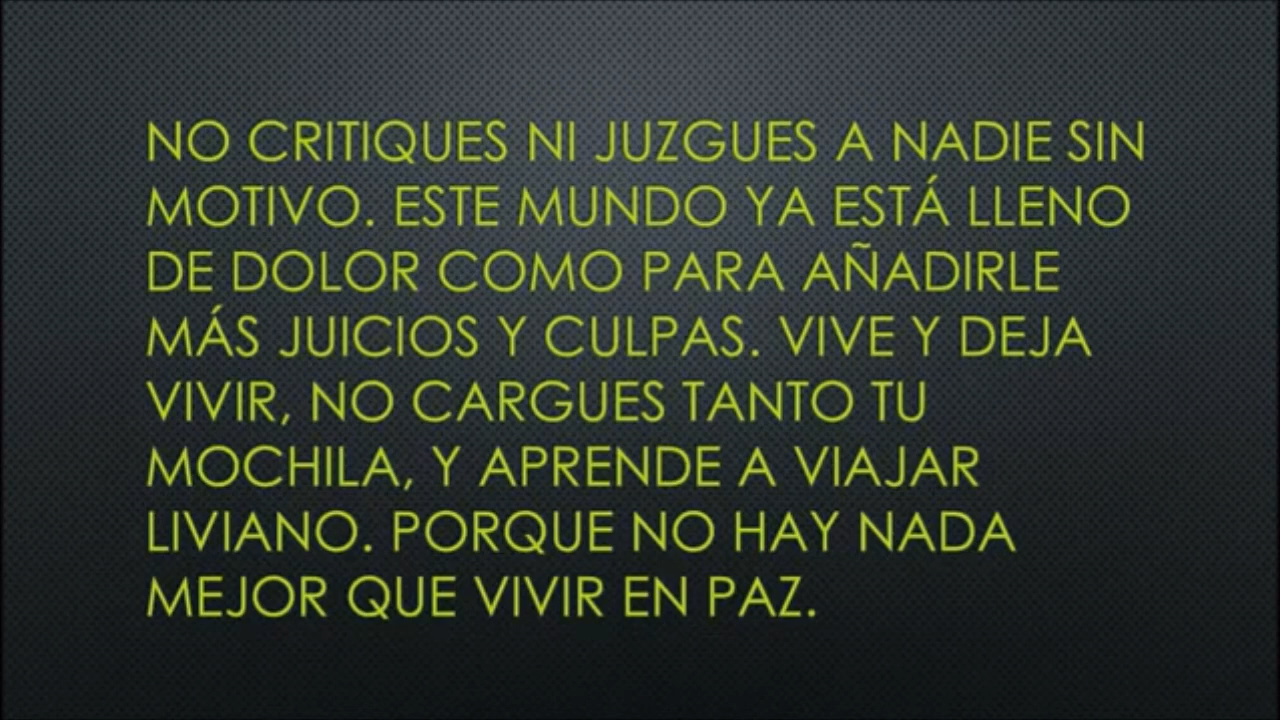 NO CRITIQUES NI JUZGUES A NADIE SIN
MOTIVO. ESTE MUNDO YA ESTÁ LLENO
DE DOLOR COMO PARA AÑADIRLE
MÁS JUICIOS Y CULPAS. VIVE Y DEJA
VIVIR, NO CARGUES TANTO TU
MOCHILA, Y APRENDE A VIAJAR
LIVIANO. PORQUE NO HAY NADA
MEJOR QUE VIVIR EN PAZ.